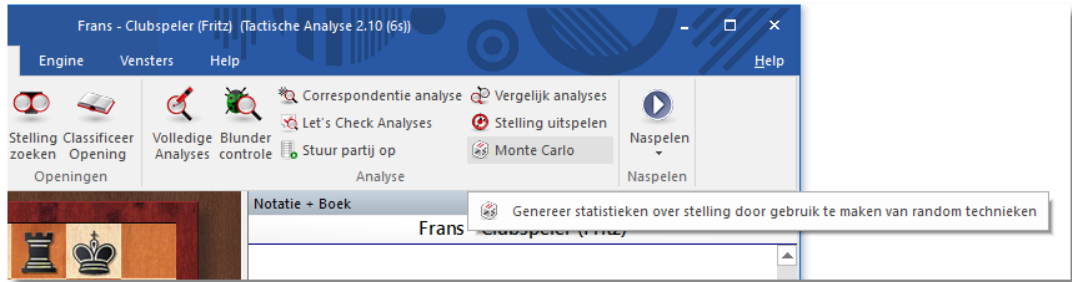 Frans - Clubspeler (Fritz) (Tactische Analyse 2.10 (6s))
Engine Vensters Help Help
Stelling zoeken
Classificeer Opening
Openingen
Volledige Analyses
Blunder controle
Correspondentie analyse
Let's Check Analyses
Stuur partij op
Vergelijk analyses
Stelling uitspelen
Monte Carlo
Analyse
Naspelen
Naspelen
Notatie + Boek
Genereer statistieken over stelling door gebruik te maken van random technieken
Frans - Clubspeler (Fritz)